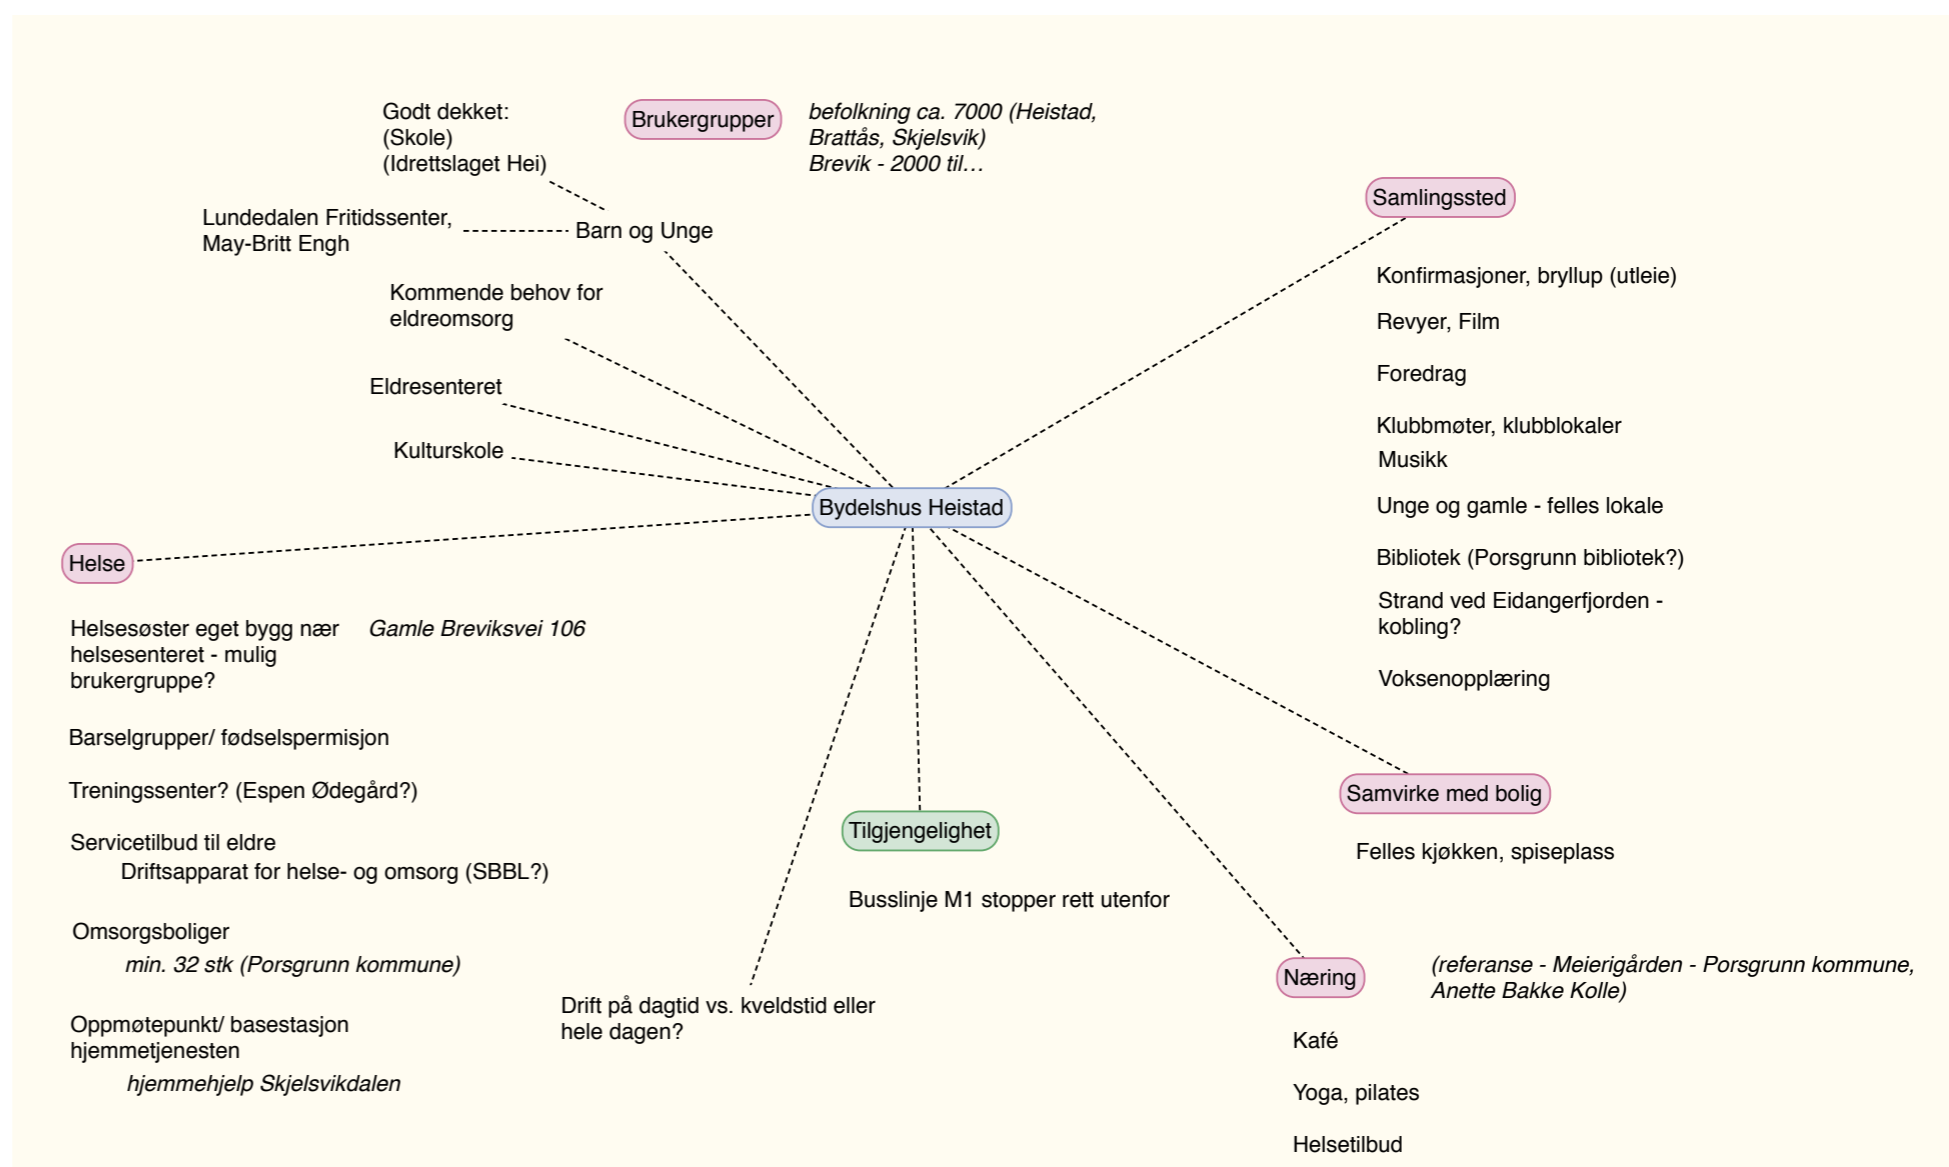 Godt dekket:
(Skole)
(Idrettslaget Hei)
Brukergrupper
befolkning ca. 7000 (Heistad,
Brattås, Skjelsvik)
Brevik - 2000 til…
Samlingssted
Lundedalen Fritidssenter,
May-Britt Engh
Barn og Unge
Kommende behov for
eldreomsorg
Eldresenteret
Kulturskole
Bydelshus Heistad
Konfirmasjoner, bryllup (utleie)
Revyer, Film
Foredrag
Klubbmøter, klubblokaler
Musikk
Unge og gamle - felles lokale
Bibliotek (Porsgrunn bibliotek?)
Strand ved Eidangerfjorden -
kobling?
Voksenopplæring
Helse
Helsesøster eget bygg nær
helsesenteret - mulig
brukergruppe?
Gamle Breviksvei 106
Barselgrupper/ fødselspermisjon
Treningssenter? (Espen Ødegård?)
Servicetilbud til eldre
Driftsapparat for helse- og omsorg (SBBL?)
Omsorgsboliger
min. 32 stk (Porsgrunn kommune)
Oppmøtepunkt/ basestasjon
hjemmetjenesten
hjemmehjelp Skjelsvikdalen
Drift på dagtid vs. kveldstid eller
hele dagen?
Tilgjengelighet
Busslinje M1 stopper rett utenfor
Samvirke med bolig
Felles kjøkken, spiseplass
Næring
(referanse - Meierigården - Porsgrunn kommune,
Anette Bakke Kolle)
Kafé
Yoga, pilates
Helsetilbud